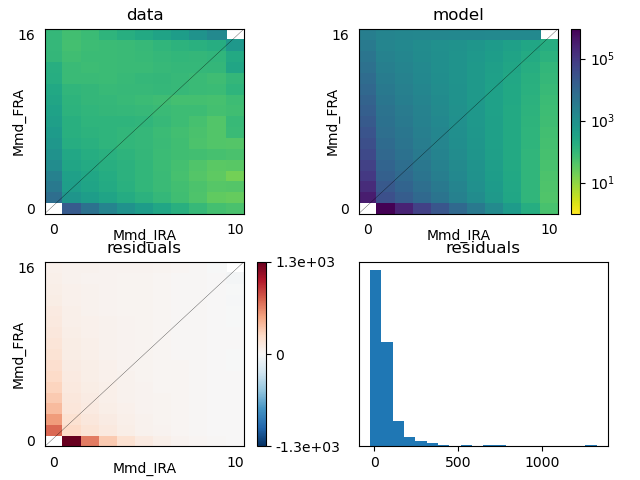 data
model
16
Mmd_FRA
0
0
10
Mmd_IRA
16
Mmd_FRA
0
0
10
Mmd_IRA
10^5
10^3
10^1
residuals
residuals
16
Mmd_FRA
0
0
10
Mmd_IRA
1.3e+03
0
-1.3e+03
0
500
1000